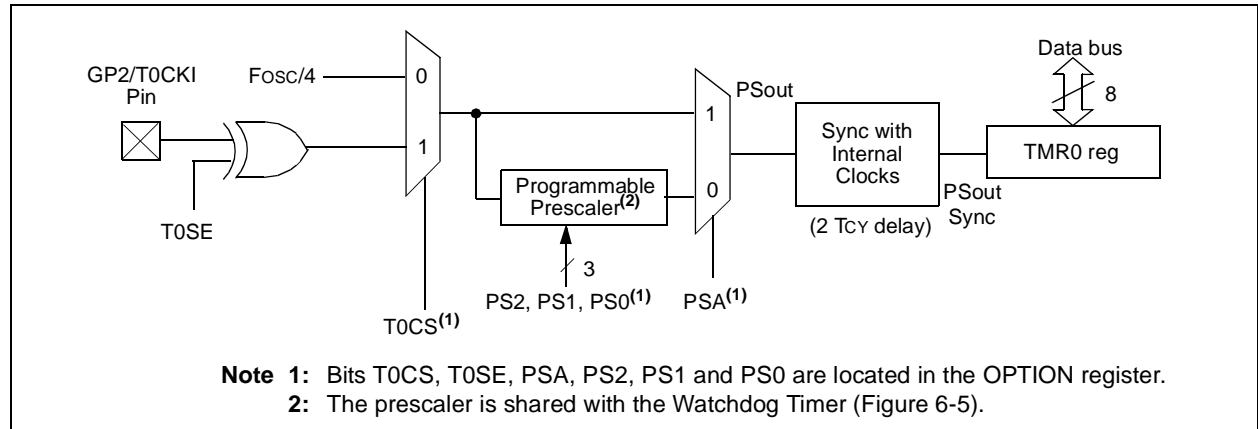 Data bus
GP2/T0CKI
Pin
FOSC/4
0
PSout
8
1
1
Sync with
Internal
Clocks
TMR0 reg
Programmable
Prescaler(2)
0
PSout
Sync
T0SE
(2 TCY delay)
3
PS2, PS1, PS0(1)
PSA(1)
T0CS(1)
Note 1: Bits T0CS, T0SE, PSA, PS2, PS1 and PS0 are located in the OPTION register.
2: The prescaler is shared with the Watchdog Timer (Figure 6-5).